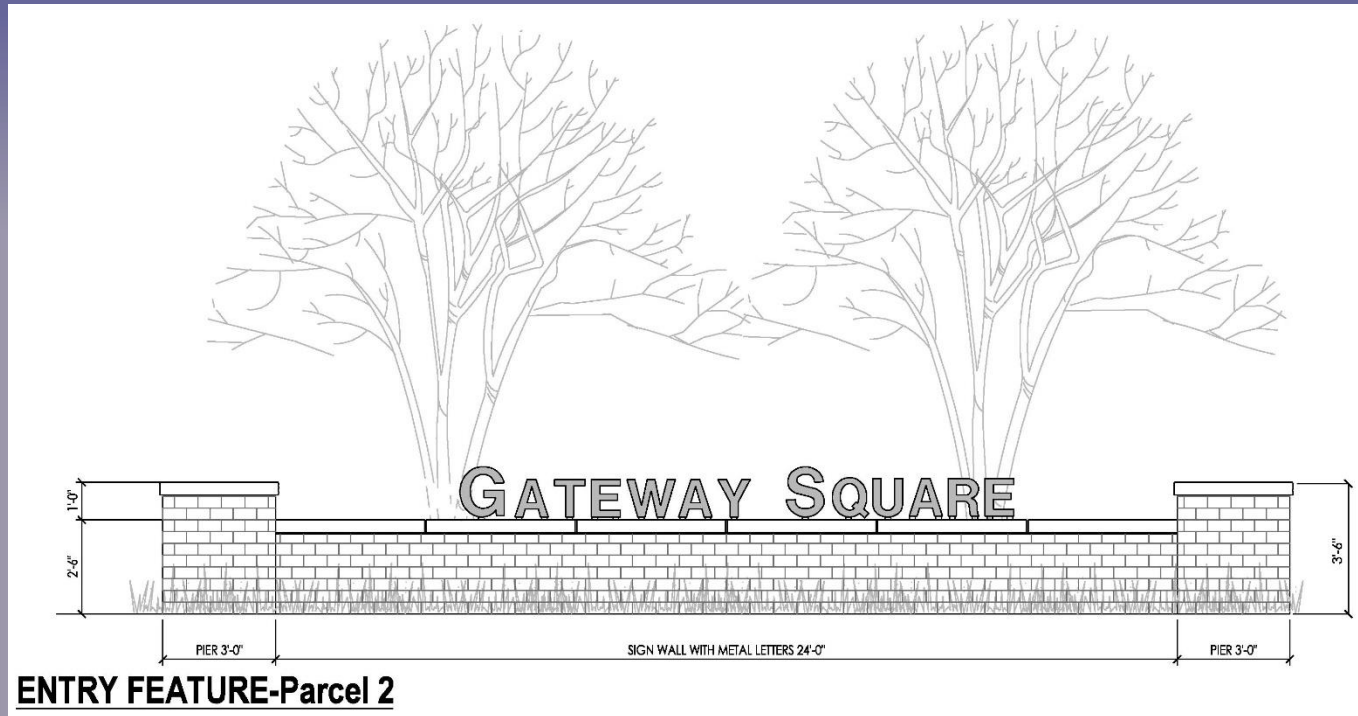 GATEWAY SQUARE
1'-0"
2'-6"
3'-6"
PIER 3'-0"
SIGN WALL WITH METAL LETTERS 24'-0"
PIER 3'-0"
ENTRY FEATURE-Parcel 2